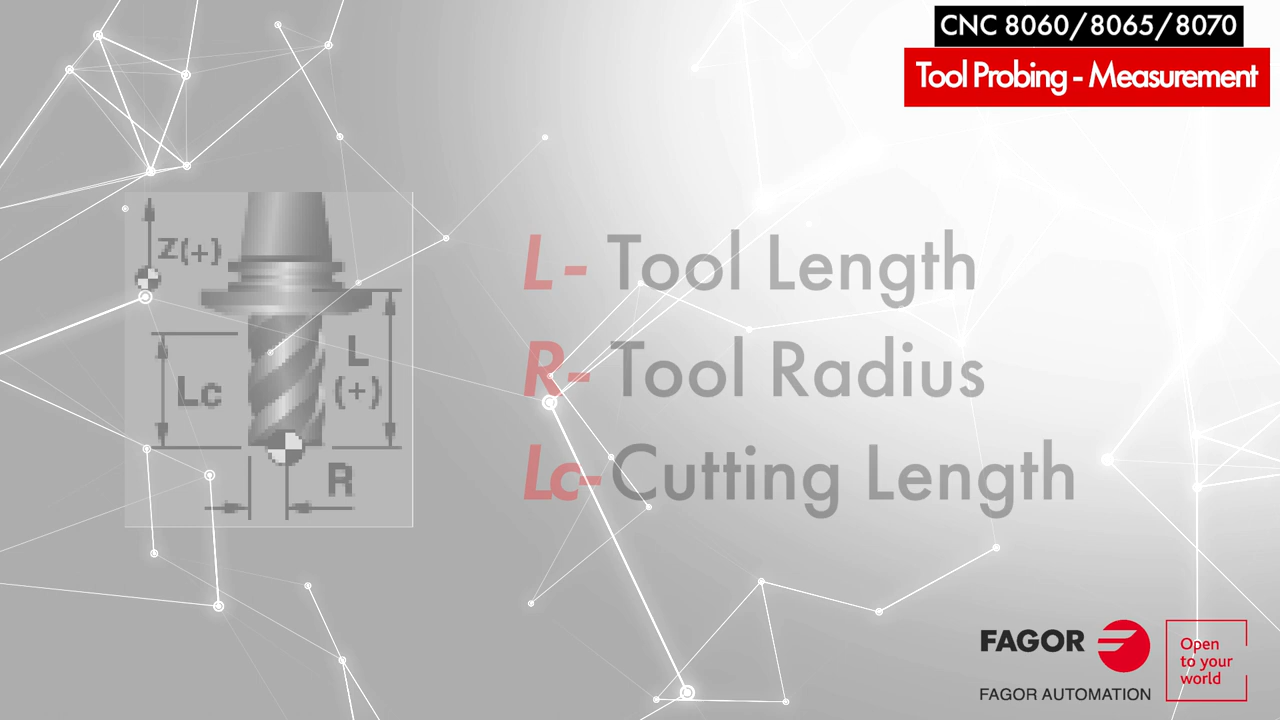 CNC 8060/8065/8070
Tool Probing - Measurement
Z(+)
L
(+)
Lc
R
L - Tool Length
R- Tool Radius
Lc- Cutting Length
FAGOR
FAGOR AUTOMATION
Open
to your
world